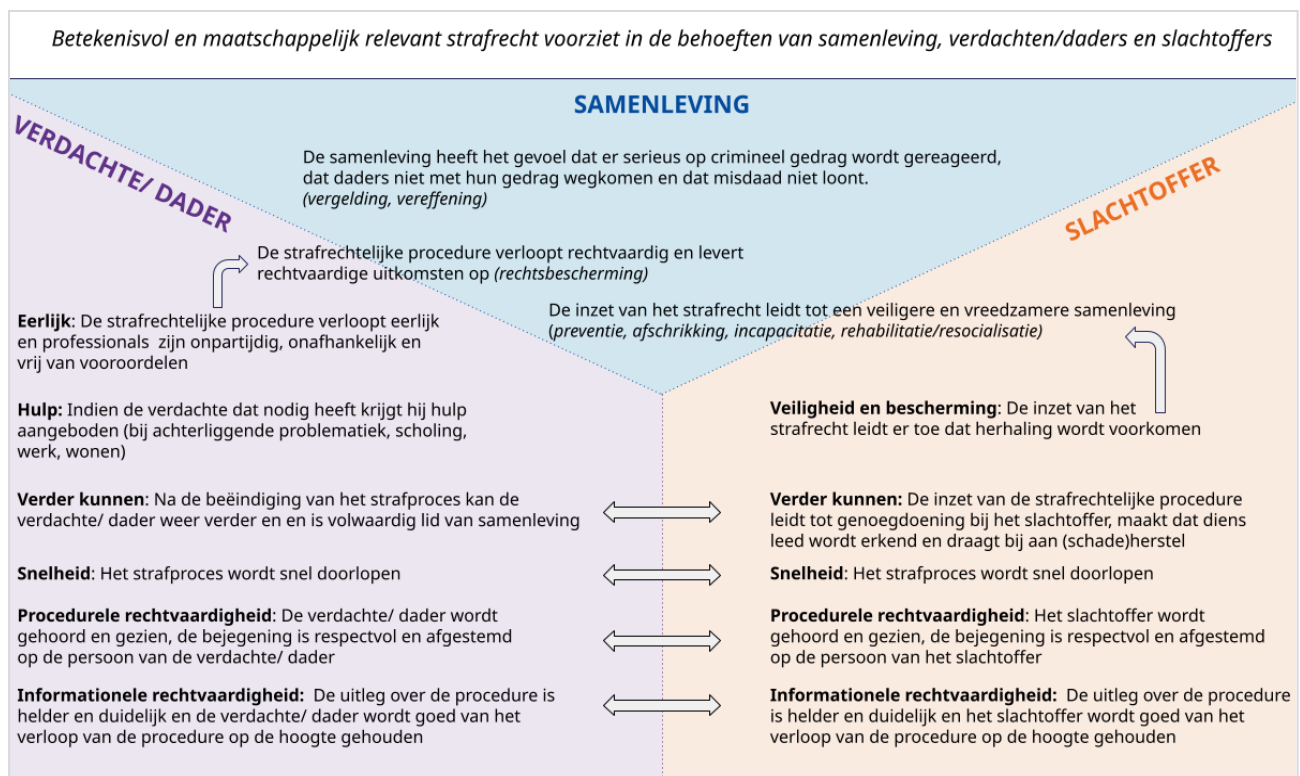 Betekenisvol en maatschappelijk relevant strafrecht voorziet in de behoeften van samenleving, verdachten/daders en slachtoffers
SAMENLEVING
De samenleving heeft het gevoel dat er serieus op crimineel gedrag wordt gereageerd,
dat daders niet met hun gedrag wegkomen en dat misdaad niet loont.
(vergelding, vereffening)
De strafrechtelijke procedure verloopt rechtvaardig en levert
rechtvaardige uitkomsten op (rechtsbescherming)
De inzet van het strafrecht leidt tot een veiligere en vreedzamere samenleving
(preventie, afschrikking, incapacitatie, rehabilitatie/resocialisatie)
VERDACHTE/ DADER
Eerlijk: De strafrechtelijke procedure verloopt eerlijk
en professionals  zijn onpartijdig, onafhankelijk en
vrij van vooroordelen
Hulp: Indien de verdachte dat nodig heeft krijgt hij hulp
aangeboden (bij achterliggende problematiek, scholing,
werk, wonen)
Verder kunnen: Na de beëindiging van het strafproces kan de
verdachte/ dader weer verder en en is volwaardig lid van samenleving
Snelheid: Het strafproces wordt snel doorlopen
Procedurele rechtvaardigheid: De verdachte/ dader wordt
gehoord en gezien, de bejegening is respectvol en afgestemd
op de persoon van de verdachte/ dader
Informationele rechtvaardigheid:  De uitleg over de procedure is
helder en duidelijk en de verdachte/ dader wordt goed van het
verloop van de procedure op de hoogte gehouden
SLACHTOFFER
Veiligheid en bescherming: De inzet van het
strafrecht leidt er toe dat herhaling wordt voorkomen
Verder kunnen: De inzet van de strafrechtelijke procedure
leidt tot genoegdoening bij het slachtoffer, maakt dat diens
leed wordt erkend en draagt bij aan (schade)herstel
Snelheid: Het strafproces wordt snel doorlopen
Procedurele rechtvaardigheid: Het slachtoffer wordt
gehoord en gezien, de bejegening is respectvol en afgestemd
op de persoon van het slachtoffer
Informationele rechtvaardigheid:  De uitleg over de procedure
is helder en duidelijk en het slachtoffer wordt goed van het
verloop van de procedure op de hoogte gehouden